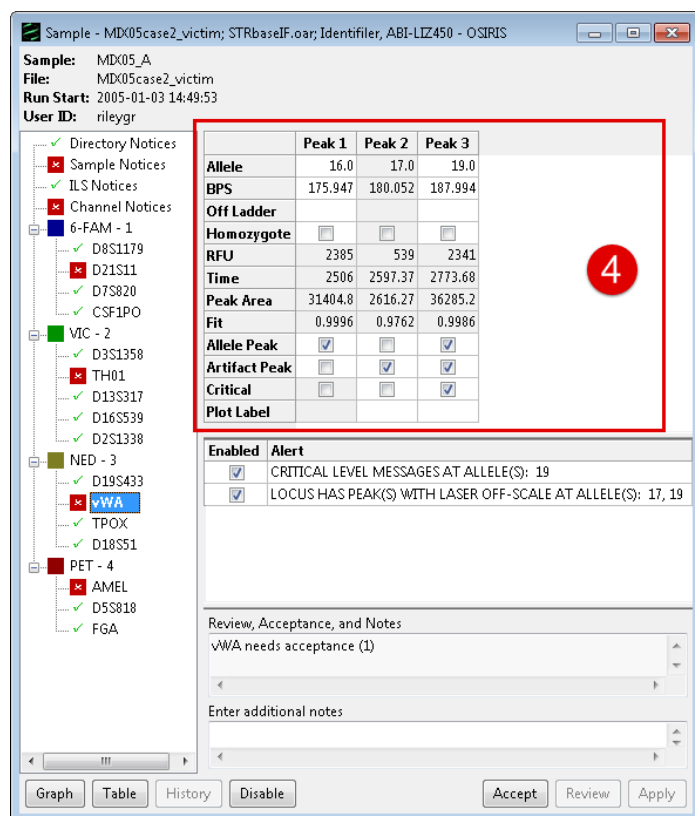 Sample - MIX05case2_victim; STRbaseIF.oar; Identifiler, ABI-LIZ450 - OSIRIS
Sample: MIX05_A
File: MIX05case2_victim
Run Start: 2005-01-03 14:49:53
User ID: rileygr
Directory Notices
Sample Notices
ILS Notices
Channel Notices
6-FAM - 1
D8S1179
D21S11
D7S820
CSF1PO
VIC - 2
D3S1358
TH01
D13S317
D16S539
D2S1338
NED - 3
D19S433
vWA
TPOX
D18S51
PET - 4
AMEL
D5S818
FGA
Peak 1 Peak 2 Peak 3
Allele 16.0 17.0 19.0
BPS 175.947 180.052 187.994
Off Ladder
Homozygote
RFU 2385 539 2341
Time 2506 2597.37 2773.68
Peak Area 31404.8 2616.27 36285.2
Fit 0.9996 0.9762 0.9986
Allele Peak
Artifact Peak
Critical
Plot Label
4
Enabled Alert
CRITICAL LEVEL MESSAGES AT ALLELE(S): 19
LOCUS HAS PEAK(S) WITH LASER OFF-SCALE AT ALLELE(S): 17, 19
Review, Acceptance, and Notes
vWA needs acceptance (1)
Enter additional notes
Graph Table History Disable Accept Review Apply